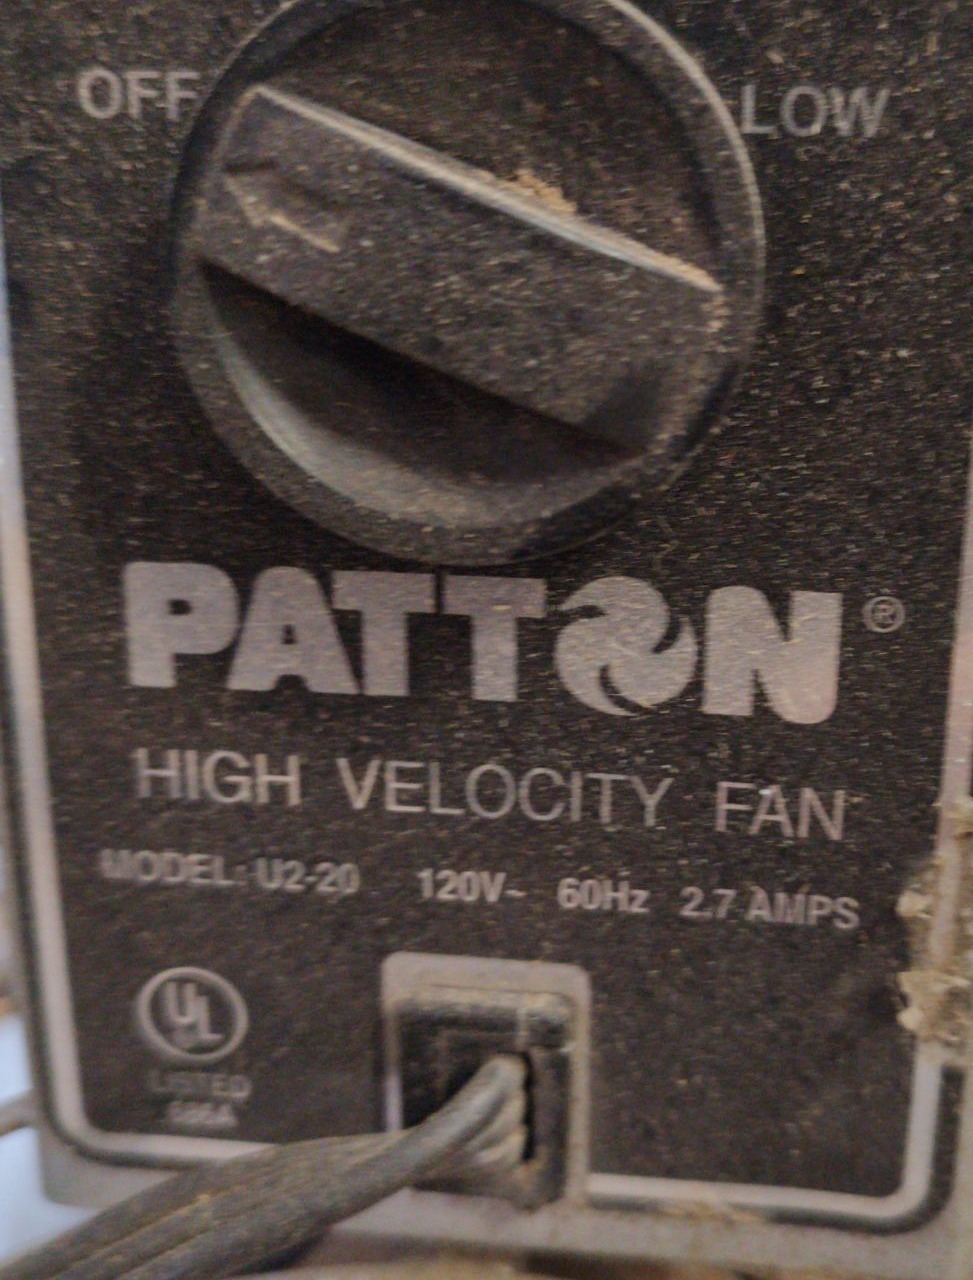 OFF LOW
PATTON®
HIGH VELOCITY FAN
MODEL: U2-20 120V~ 60Hz 2.7 AMPS
UL
LISTED